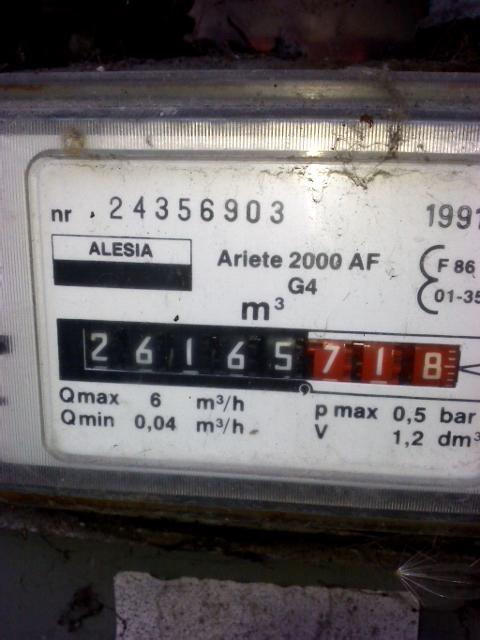 nr . 24356903 1991
ALESIA
Ariete 2000 AF
G4
F 86
01-35
m³
26165718
Qmax 6 m³/h
Qmin 0,04 m³/h
p max 0,5 bar
V 1,2 dm³